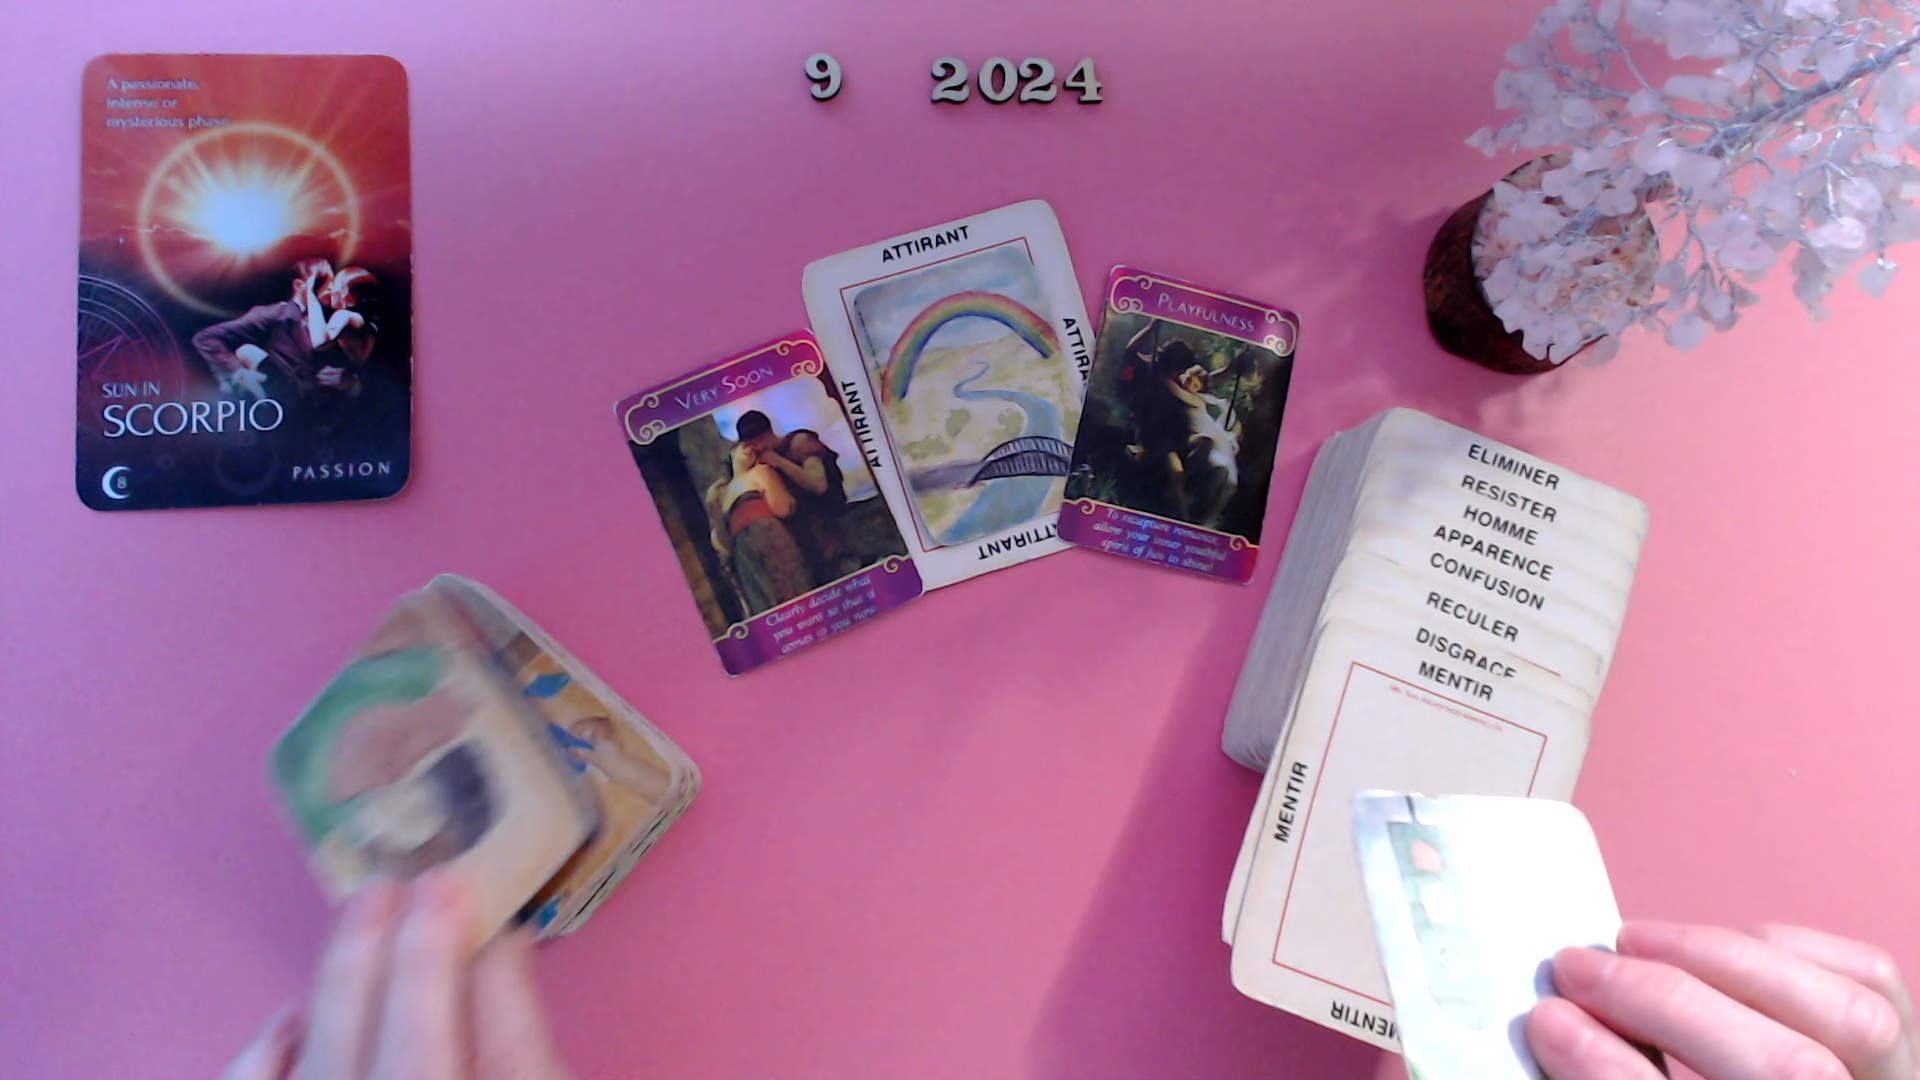 A passionate,
intense or
mysterious phase
SUN IN
SCORPIO
8
PASSION
9 2024
VERY SOON
Clearly decide what
you want so that it
comes to you now
ATTIRANT
ATTIRANT
ATTIRA
ATTIRANT
PLAYFULNESS
To recapture romance,
allow your inner youthful
spirit of fun to shine!
ELIMINER
RESISTER
HOMME
APPARENCE
CONFUSION
RECULER
DISGRACE
MENTIR
MENTIR
MENTIR